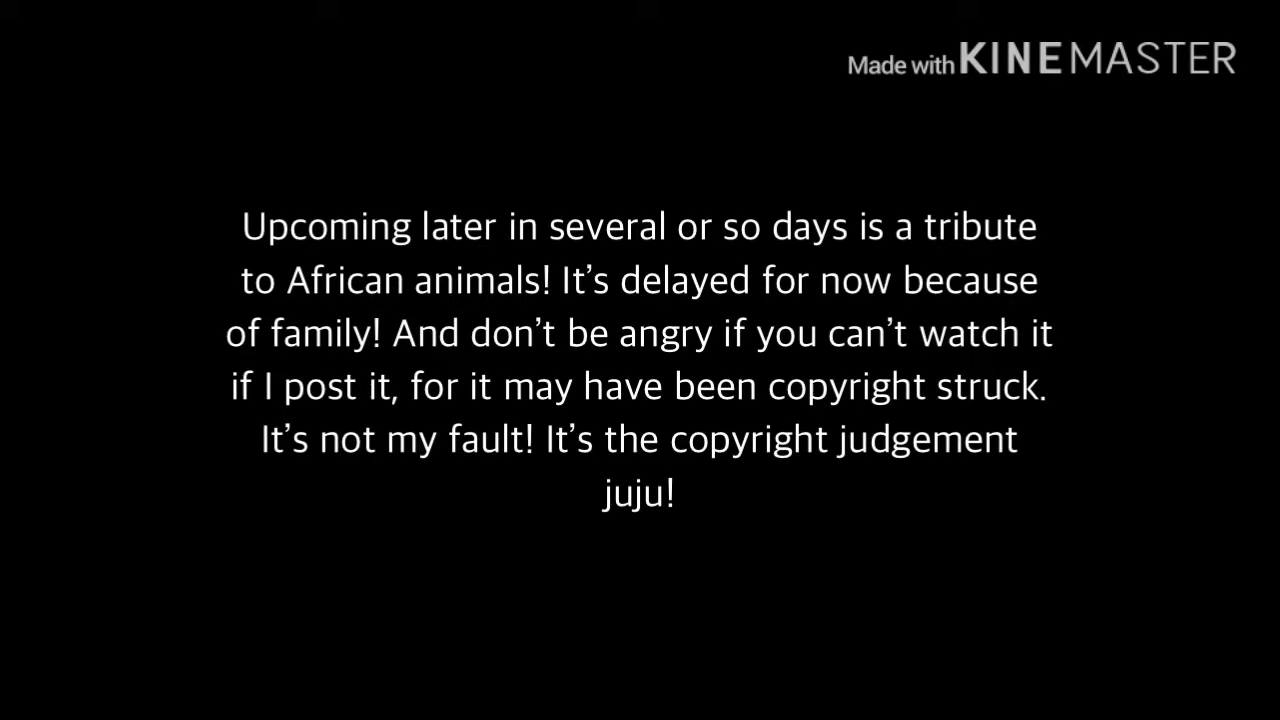 Made with KINEMASTER
Upcoming later in several or so days is a tribute
to African animals! It’s delayed for now because
of family! And don’t be angry if you can’t watch it
if I post it, for it may have been copyright struck.
It’s not my fault! It’s the copyright judgement
juju!